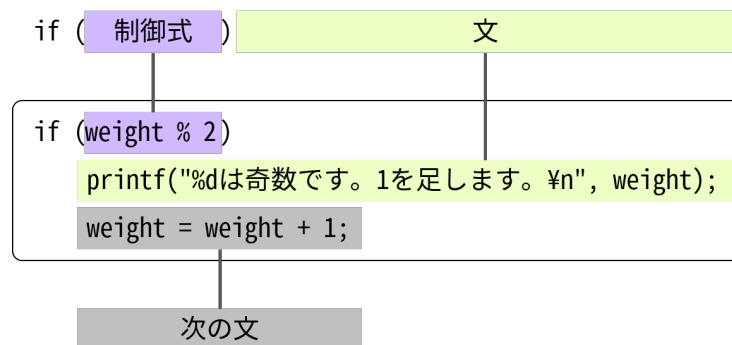 if (制御式) 文
if (weight % 2)
printf("%dは奇数です。1を足します。¥n", weight);
weight = weight + 1;
次の文